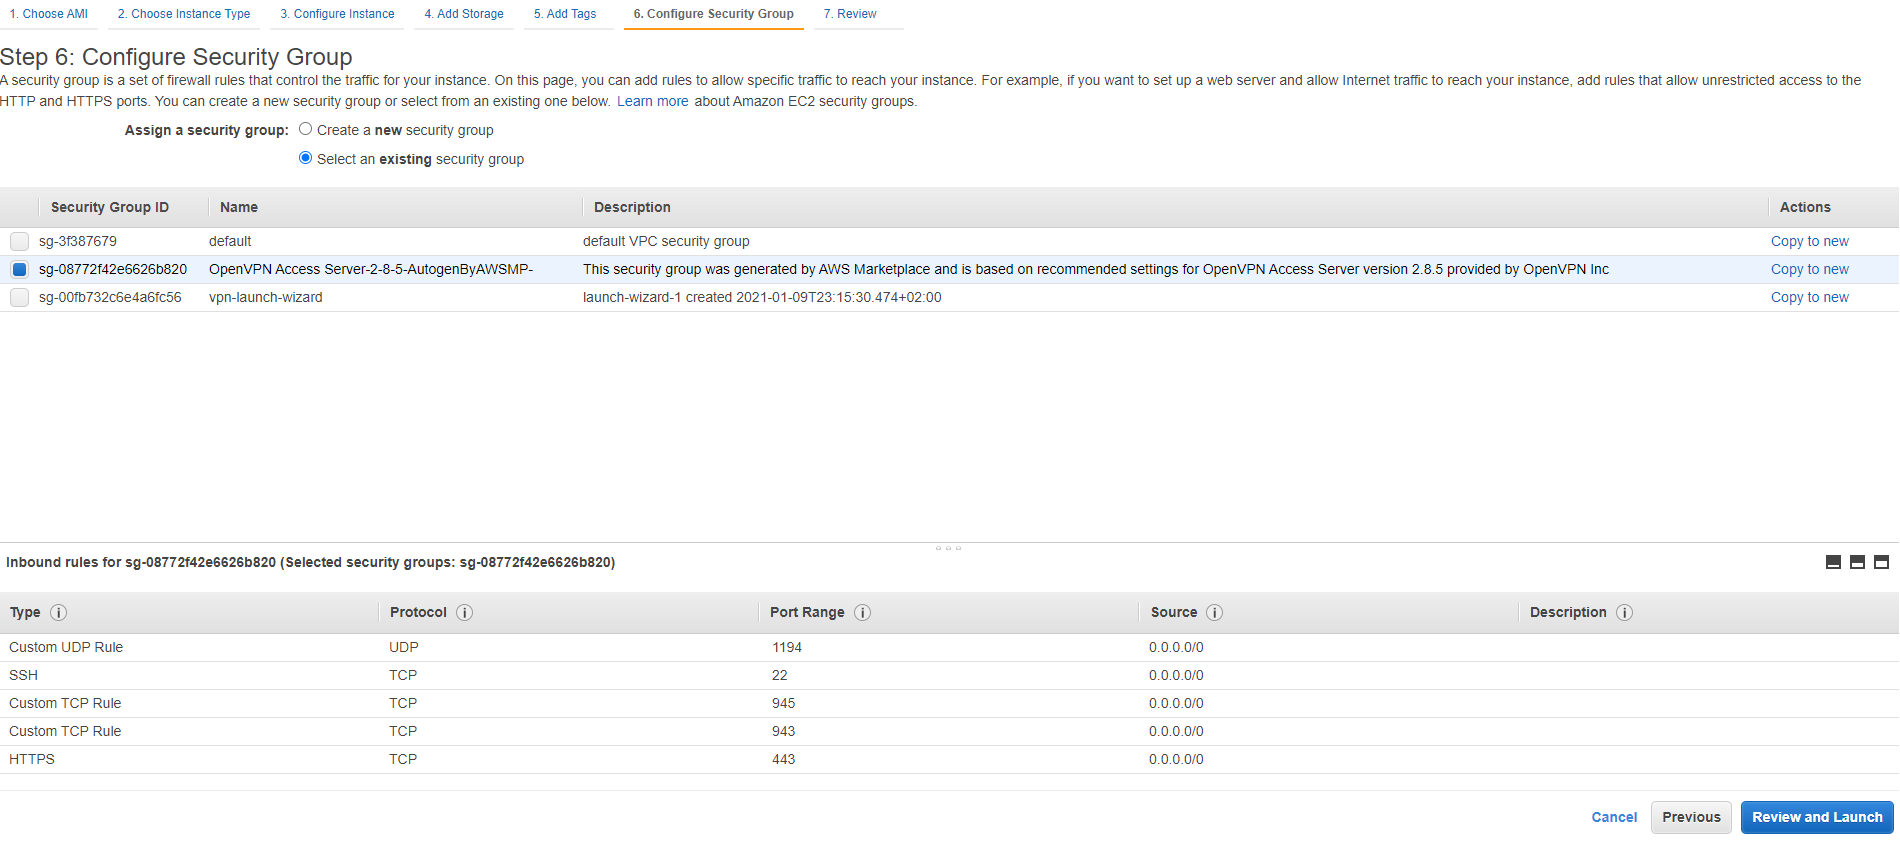 1. Choose AMI 2. Choose Instance Type 3. Configure Instance 4. Add Storage 5. Add Tags 6. Configure Security Group 7. Review
Step 6: Configure Security Group
A security group is a set of firewall rules that control the traffic for your instance. On this page, you can add rules to allow specific traffic to reach your instance. For example, if you want to set up a web server and allow Internet traffic to reach your instance, add rules that allow unrestricted access to the
HTTP and HTTPS ports. You can create a new security group or select from an existing one below. Learn more about Amazon EC2 security groups.
Assign a security group: Create a new security group
Select an existing security group
Security Group ID Name Description Actions
sg-3f387679 default default VPC security group Copy to new
sg-08772f42e6626b820 OpenVPN Access Server-2-8-5-AutogenByAWSMP- This security group was generated by AWS Marketplace and is based on recommended settings for OpenVPN Access Server version 2.8.5 provided by OpenVPN Inc Copy to new
sg-00fb732c6e4a6fc56 vpn-launch-wizard launch-wizard-1 created 2021-01-09T23:15:30.474+02:00 Copy to new
Inbound rules for sg-08772f42e6626b820 (Selected security groups: sg-08772f42e6626b820)
Type i Protocol i Port Range i Source i Description i
Custom UDP Rule UDP 1194 0.0.0.0/0
SSH TCP 22 0.0.0.0/0
Custom TCP Rule TCP 945 0.0.0.0/0
Custom TCP Rule TCP 943 0.0.0.0/0
HTTPS TCP 443 0.0.0.0/0
Cancel Previous Review and Launch